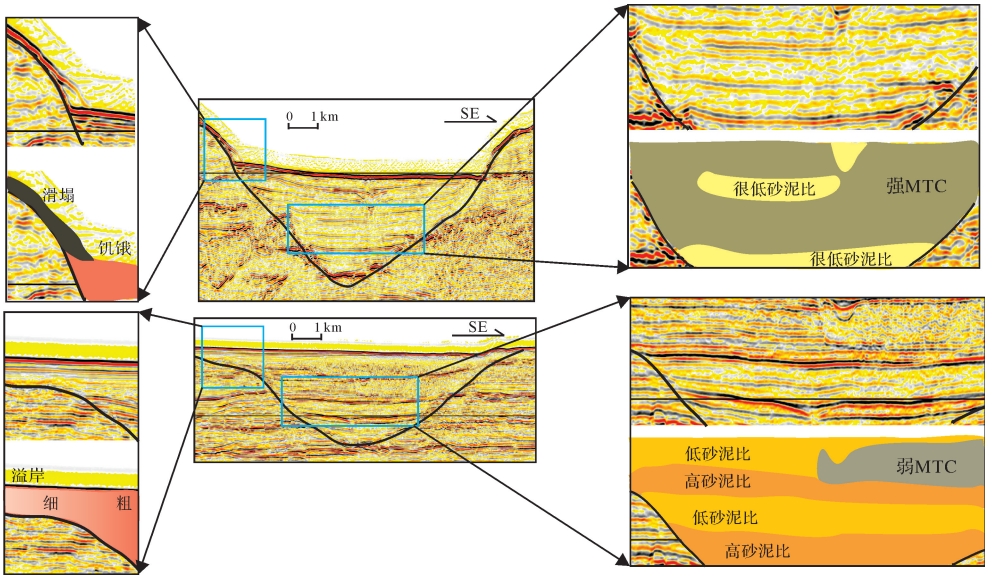 滑塌
饥饿
0 1 km
SE
很低砂泥比
强MTC
很低砂泥比
溢岸
细 粗
0 1 km
SE
低砂泥比
弱MTC
高砂泥比
低砂泥比
高砂泥比